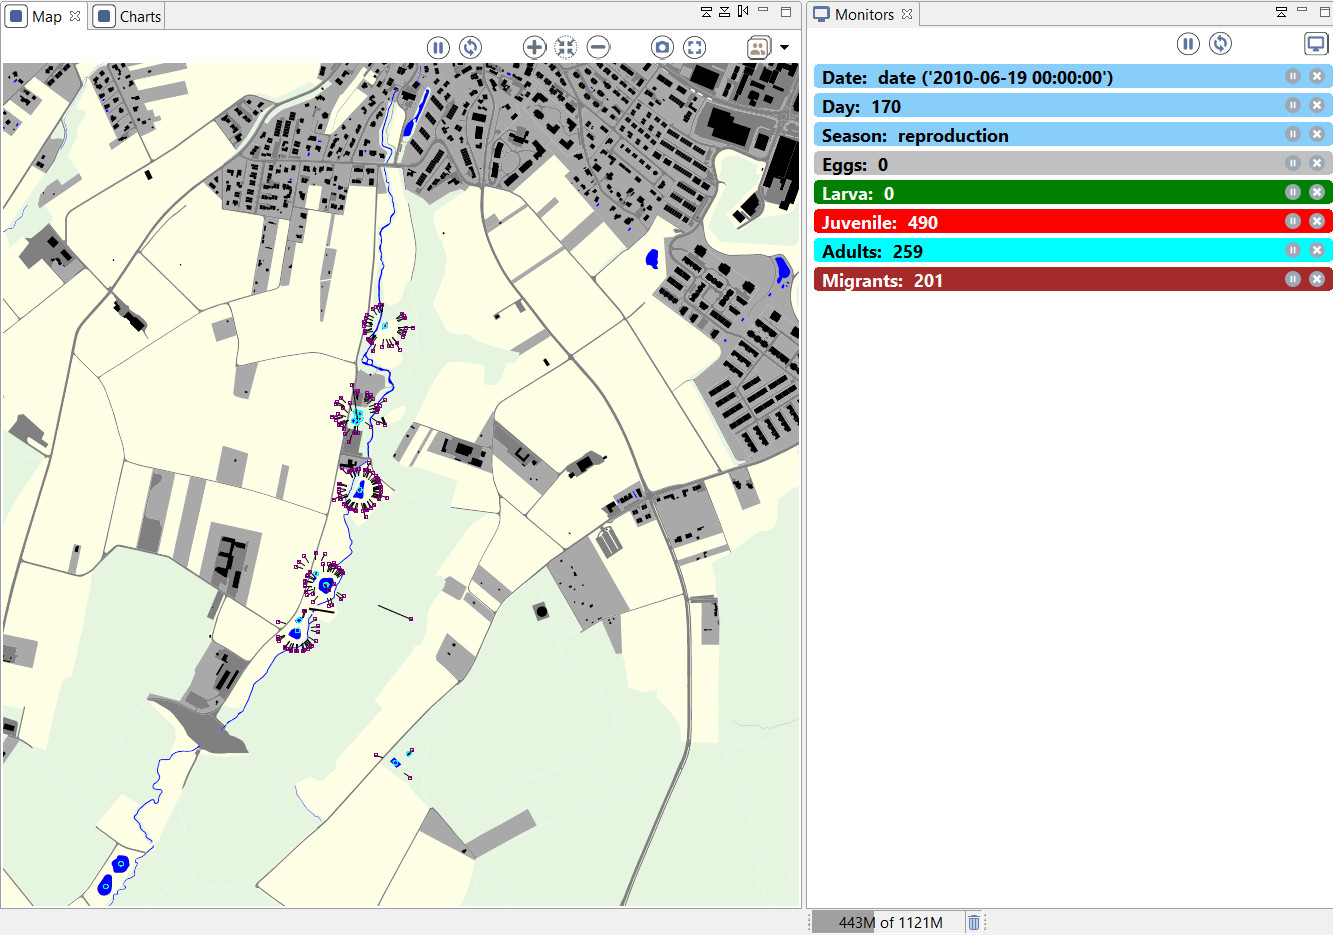 Map
Charts
Monitors
Date: date ('2010-06-19 00:00:00')
Day: 170
Season: reproduction
Eggs: 0
Larva: 0
Juvenile: 490
Adults: 259
Migrants: 201
443M of 1121M